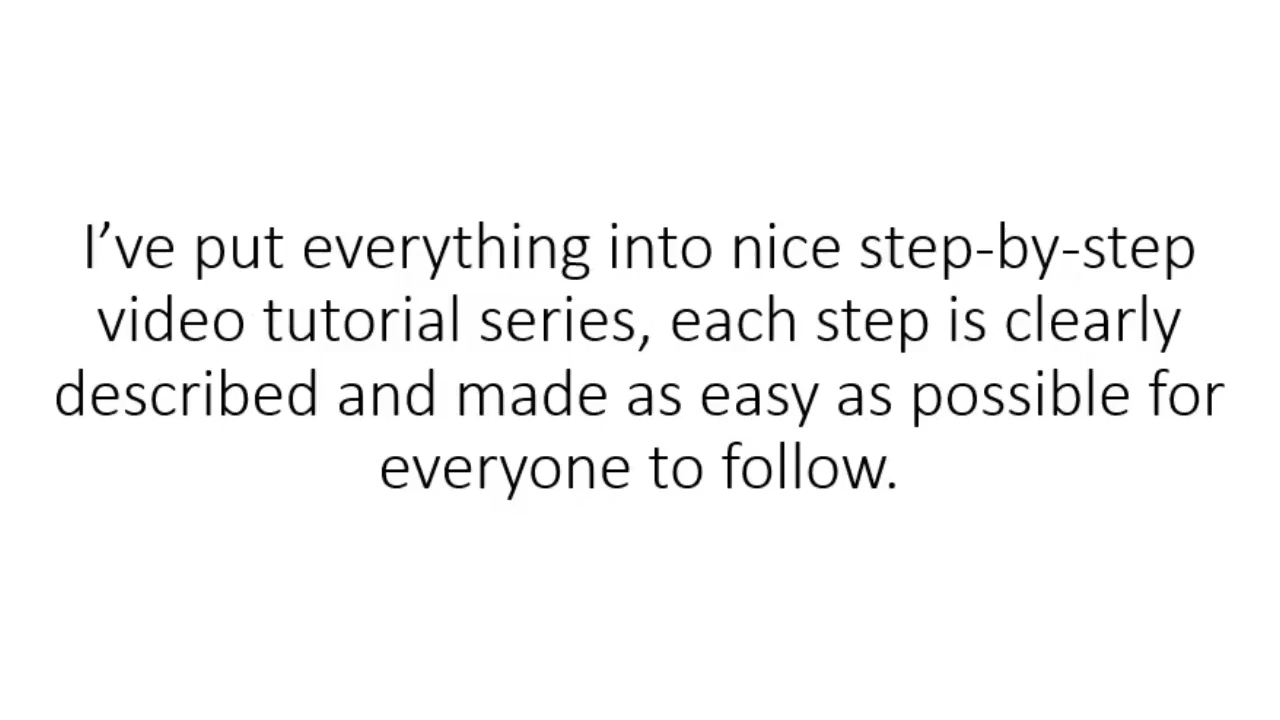 I’ve put everything into nice step-by-step
video tutorial series, each step is clearly
described and made as easy as possible for
everyone to follow.